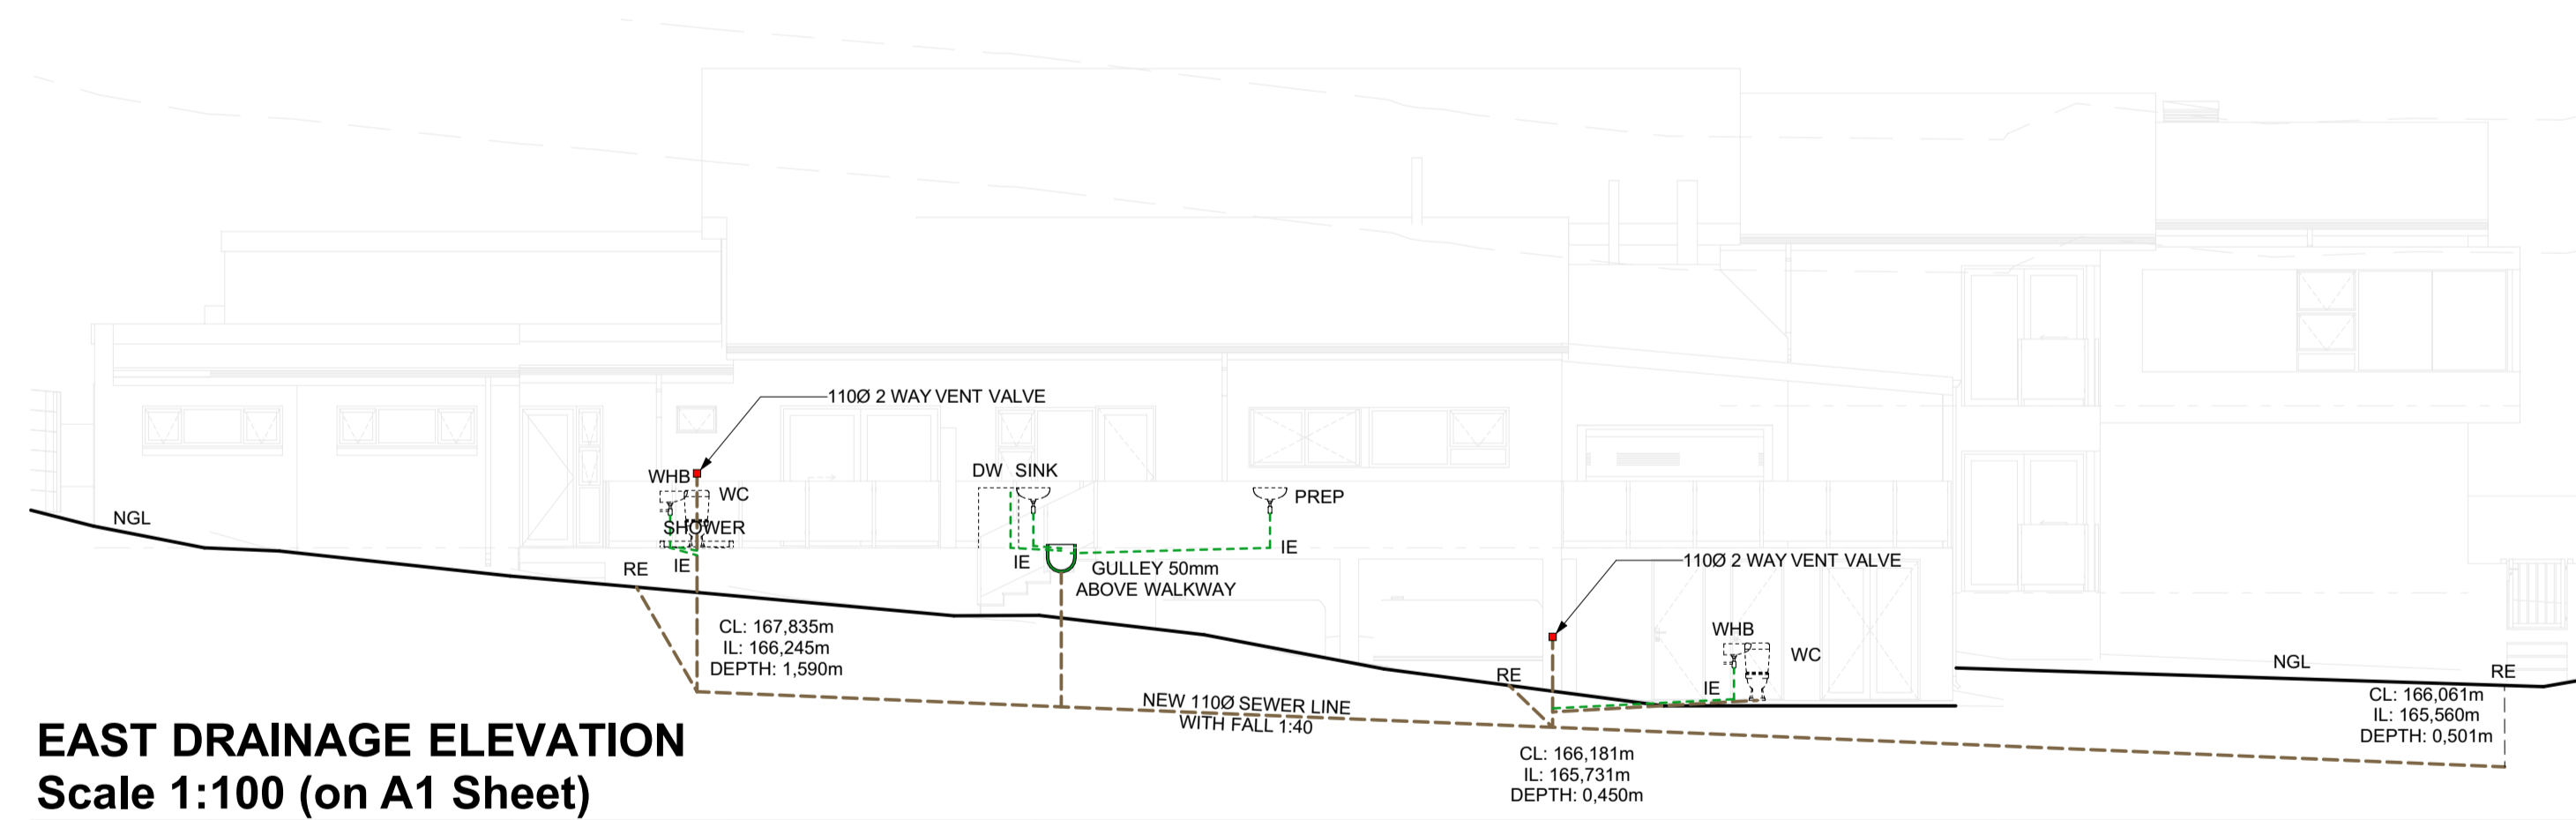 110Ø 2 WAY VENT VALVE
WHB
WC
SHOWER
DW SINK
PREP
NGL
RE
IE
IE
GULLEY 50mm
ABOVE WALKWAY
IE
110Ø 2 WAY VENT VALVE
CL: 167,835m
IL: 166,245m
DEPTH: 1,590m
WHB
WC
IE
RE
NGL
RE
CL: 166,061m
IL: 165,560m
DEPTH: 0,501m
NEW 110Ø SEWER LINE
WITH FALL 1:40
CL: 166,181m
IL: 165,731m
DEPTH: 0,450m
EAST DRAINAGE ELEVATION
Scale 1:100 (on A1 Sheet)